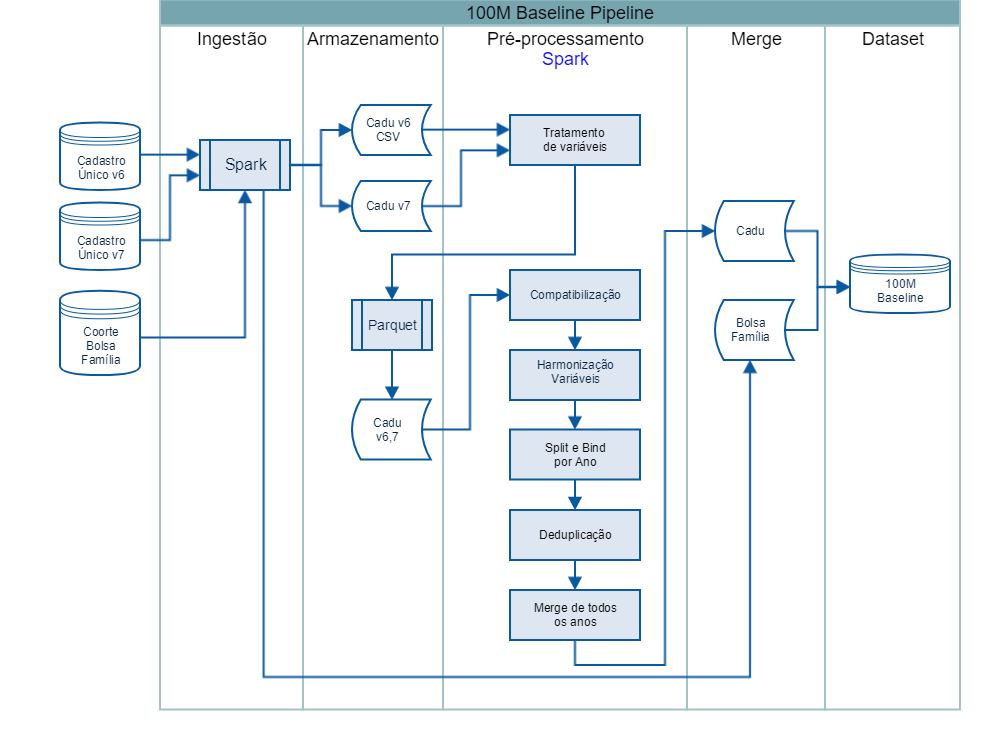 100M Baseline Pipeline
Ingestão
Armazenamento
Pré-processamento
Spark
Merge
Dataset
Cadastro
Único v6
Cadastro
Único v7
Coorte
Bolsa
Família
Spark
Cadu v6
CSV
Cadu v7
Parquet
Cadu
v6,7
Tratamento
de variáveis
Compatibilização
Harmonização
Variáveis
Split e Bind
por Ano
Deduplicação
Merge de todos
os anos
Cadu
Bolsa
Família
100M
Baseline